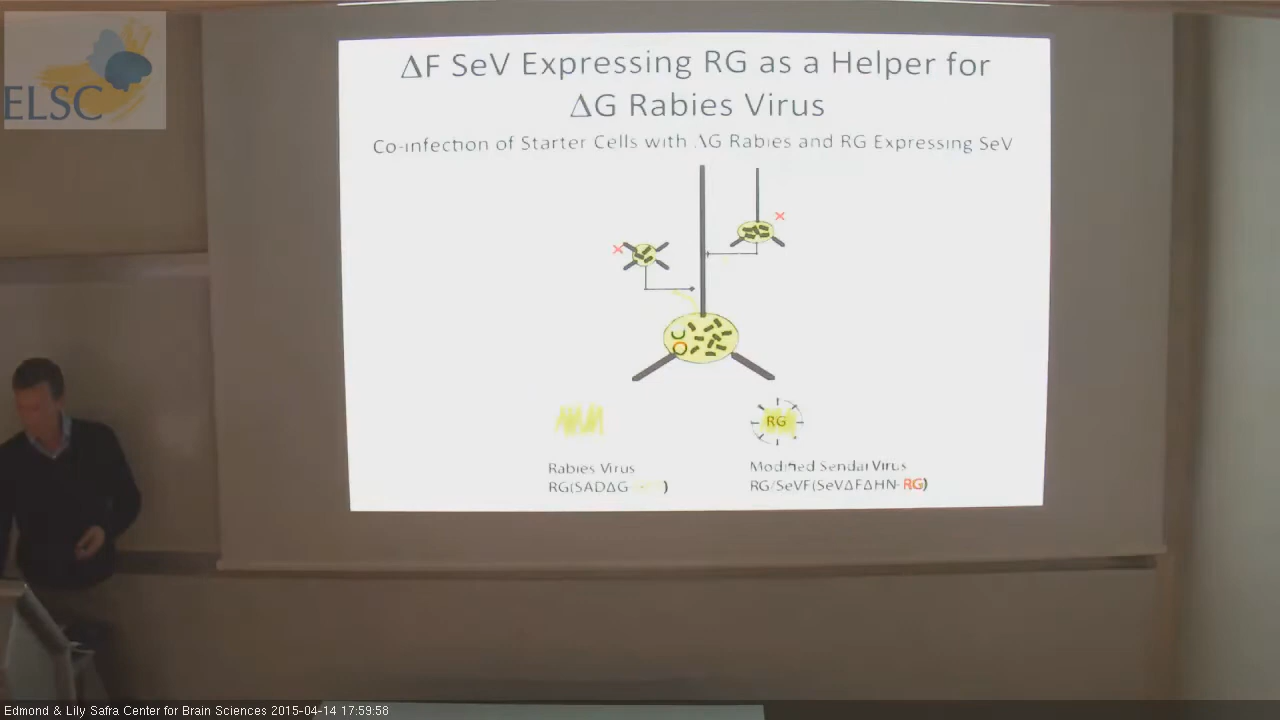 ELSC
ΔF SeV Expressing RG as a Helper for
ΔG Rabies Virus
Co-infection of Starter Cells with ΔG Rabies and RG Expressing SeV
RG
Rabies Virus
RG(SADΔG- )
Modified Sendai Virus
RG/SeVF(SeVΔFΔHN-RG)
Edmond & Lily Safra Center for Brain Sciences 2015-04-14 17:59:58